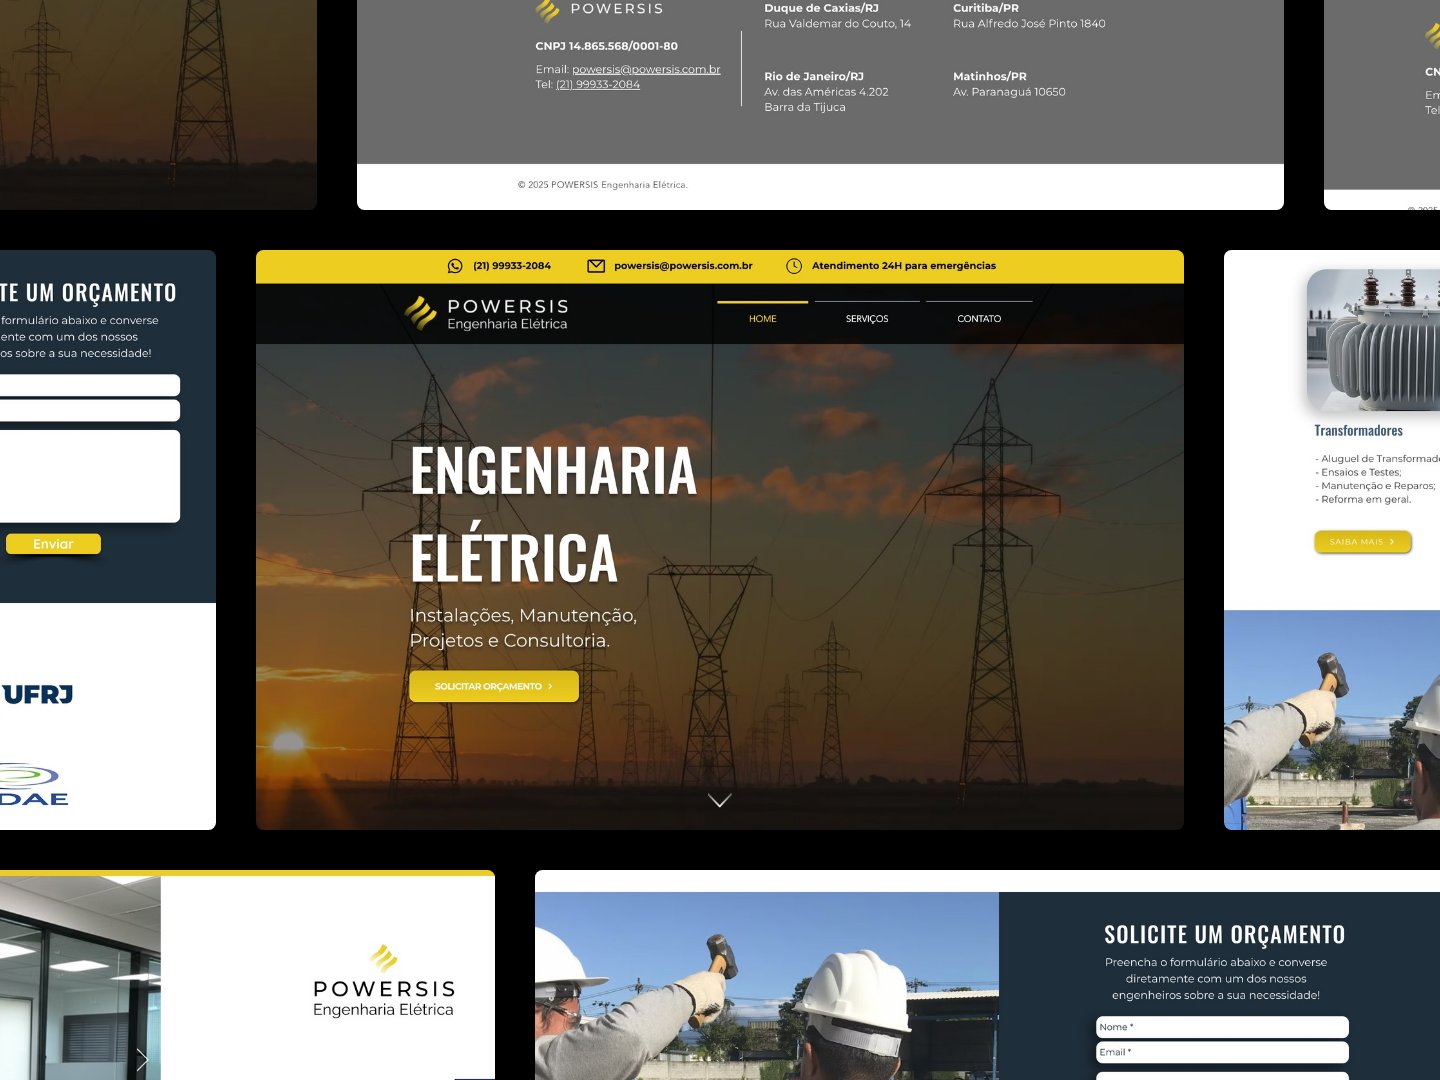 POWERSIS
CNPJ 14.865.568/0001-80
Email: powersis@powersis.com.br
Tel: (21) 99933-2084
Duque de Caxias/RJ
Rua Valdemar do Couto, 14
Curitiba/PR
Rua Alfredo José Pinto 1840
Rio de Janeiro/RJ
Av. das Américas 4.202
Barra da Tijuca
Matinhos/PR
Av. Paranaguá 10650
© 2025 POWERSIS Engenharia Elétrica.
CN
Em
Tel
TE UM ORÇAMENTO
formulário abaixo e converse
ente com um dos nossos
os sobre a sua necessidade!
Enviar
UFRJ
DAE
(21) 99933-2084
powersis@powersis.com.br
Atendimento 24H para emergências
POWERSIS
Engenharia Elétrica
HOME
SERVIÇOS
CONTATO
ENGENHARIA
ELÉTRICA
Instalações, Manutenção,
Projetos e Consultoria.
SOLICITAR ORÇAMENTO >
Transformadores
- Aluguel de Transformad
- Ensaios e Testes;
- Manutenção e Reparos;
- Reforma em geral.
SAIBA MAIS >
POWERSIS
Engenharia Elétrica
SOLICITE UM ORÇAMENTO
Preencha o formulário abaixo e converse
diretamente com um dos nossos
engenheiros sobre a sua necessidade!
Nome *
Email *